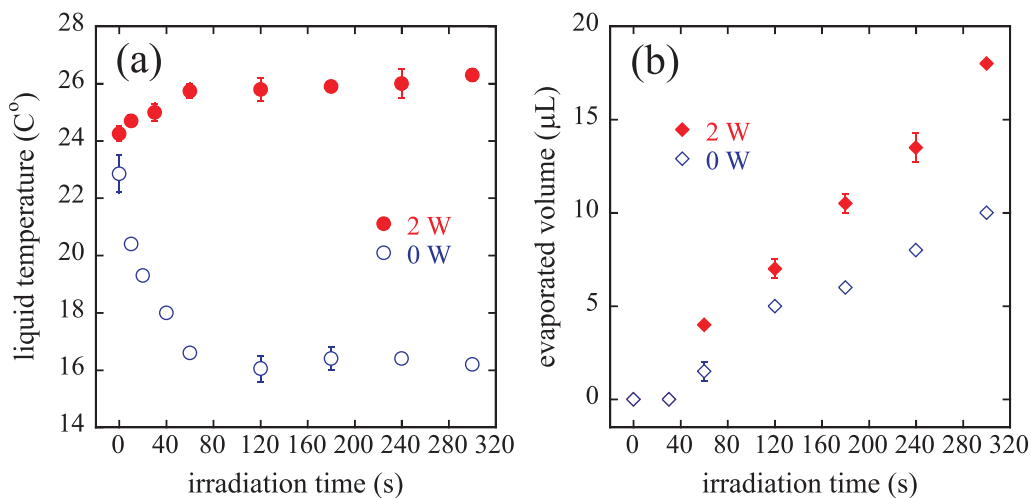 (a)
28
26
24
22
20
18
16
14
liquid temperature (C°)
2 W
0 W
0 40 80 120 160 200 240 280 320
irradiation time (s)
(b)
20
15
10
5
0
evaporated volume (µL)
2 W
0 W
0 40 80 120 160 200 240 280 320
irradiation time (s)